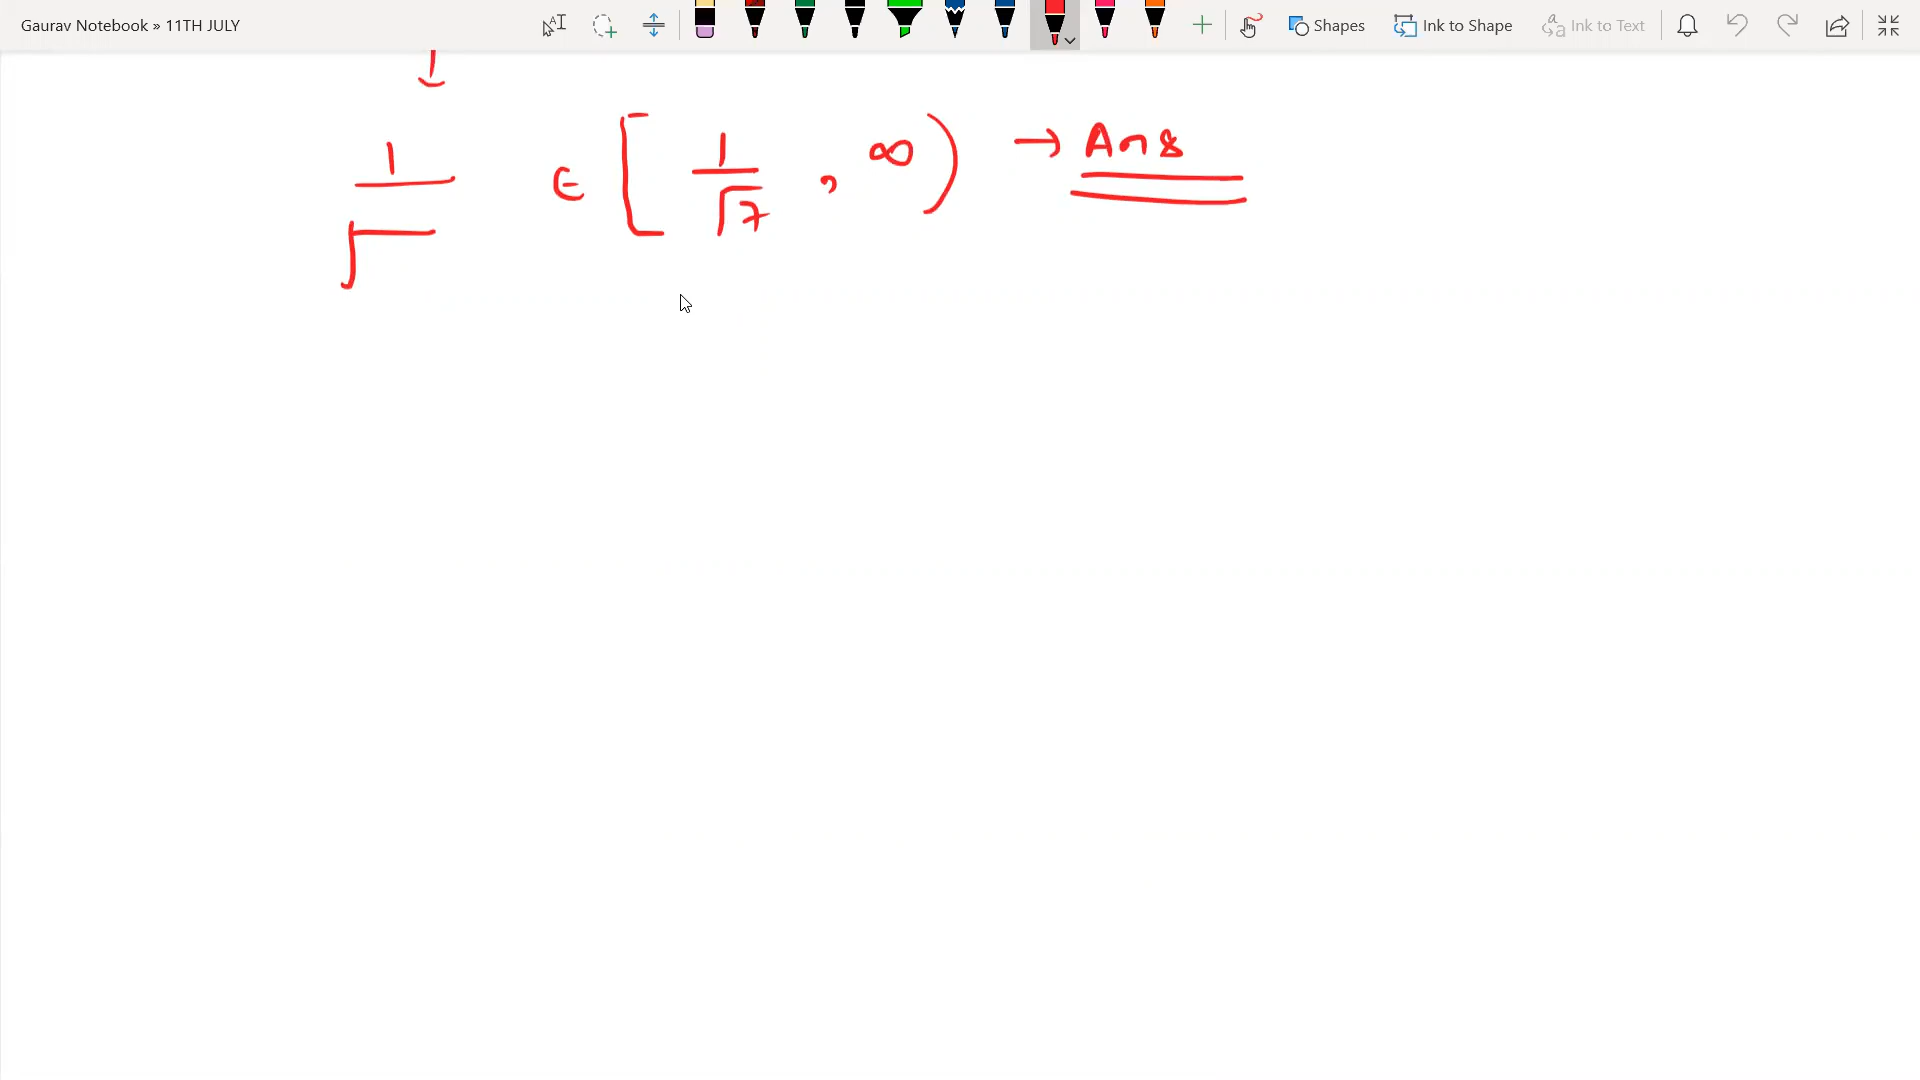 Gaurav Notebook » 11TH JULY
Shapes
Ink to Shape
Ink to Text
1/√ ∈ [ 1/√7 , ∞ ) → Ans